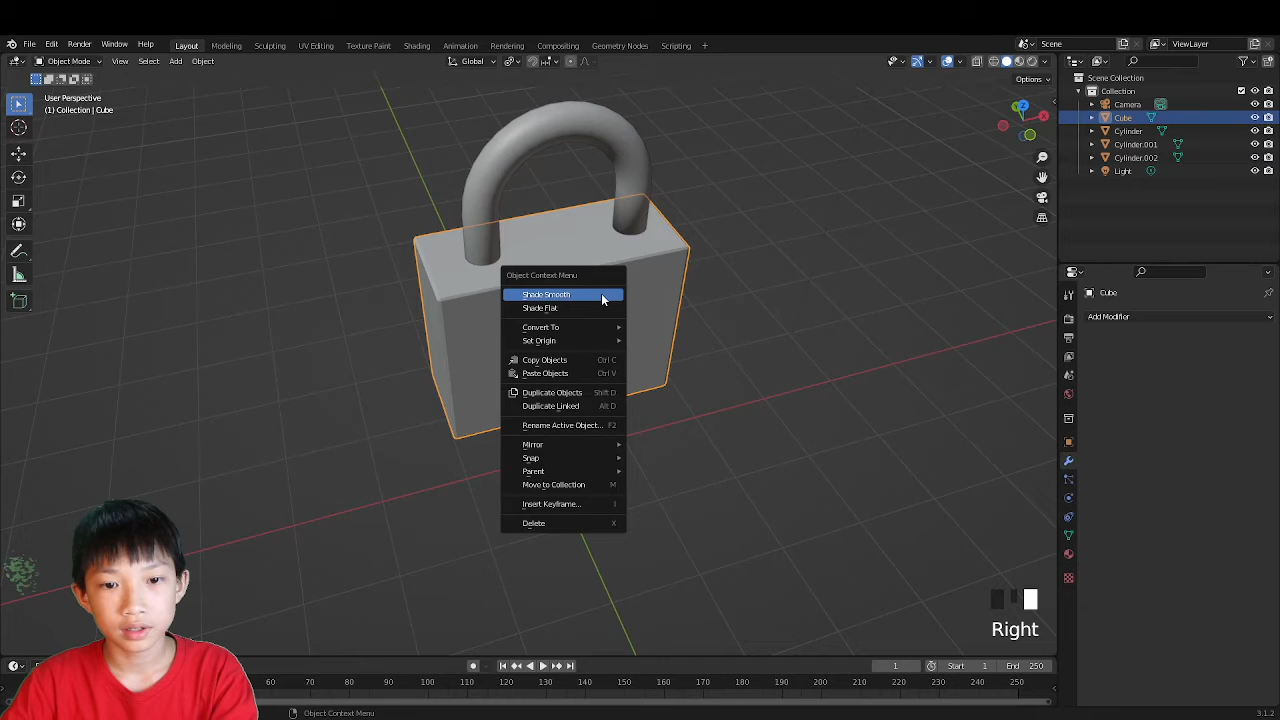 File Edit Render Window Help Layout Modeling Sculpting UV Editing Texture Paint Shading Animation Rendering Compositing Geometry Nodes Scripting + Scene ViewLayer
Object Mode View Select Add Object Global
Options
User Perspective
(1) Collection | Cube
Scene Collection
Collection
Camera
Cube
Cylinder
Cylinder.001
Cylinder.002
Light
Cube
Add Modifier
Object Context Menu
Shade Smooth
Shade Flat
Convert To
Set Origin
Copy Objects Ctrl C
Paste Objects Ctrl V
Duplicate Objects Shift D
Duplicate Linked Alt D
Rename Active Object... F2
Mirror
Snap
Parent
Move to Collection M
Insert Keyframe... I
Delete X
Right
1 Start 1 End 250
60 70 80 90 100 110 120 130 140 150 160 170 180 190 200 210 220 230 240 250
Object Context Menu 3.1.2